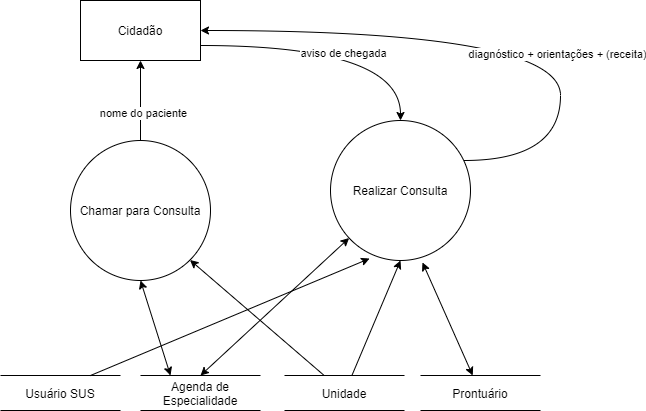 Cidadão
aviso de chegada
diagnóstico + orientações + (receita)
nome do paciente
Realizar Consulta
Chamar para Consulta
Usuário SUS
Agenda de
Especialidade
Unidade
Prontuário